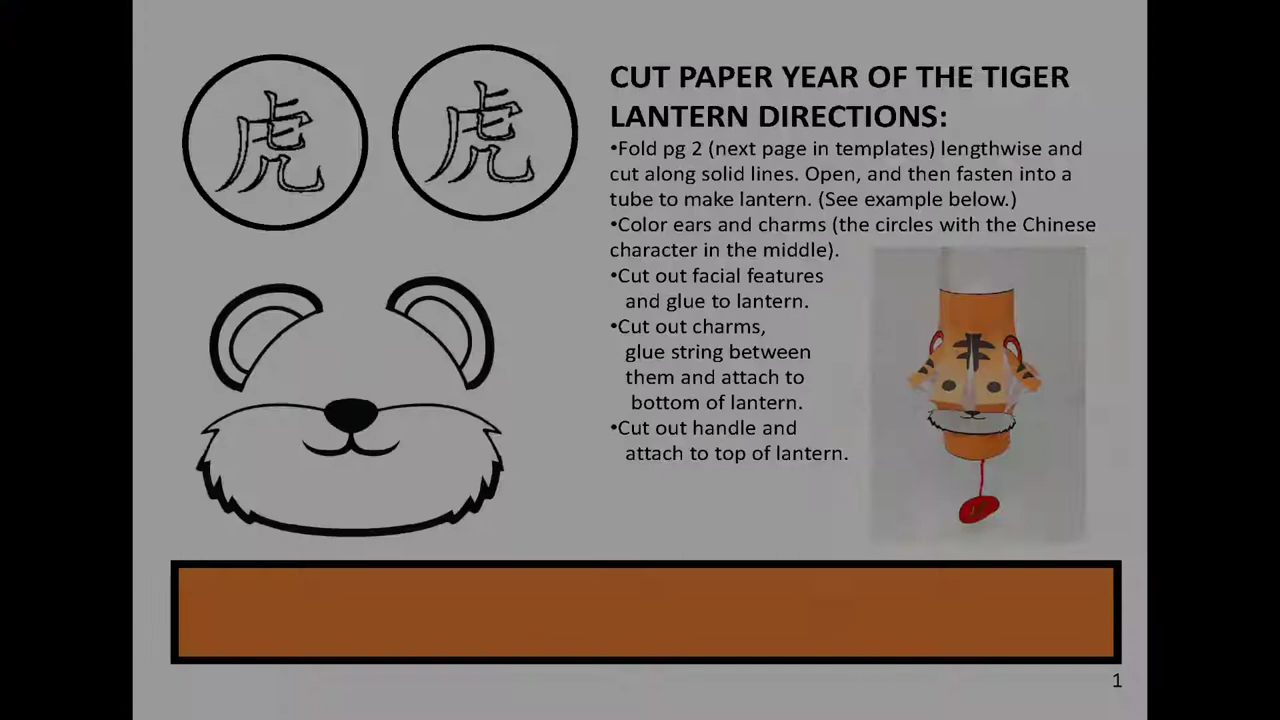 虎
虎
CUT PAPER YEAR OF THE TIGER
LANTERN DIRECTIONS:
•Fold pg 2 (next page in templates) lengthwise and
cut along solid lines. Open, and then fasten into a
tube to make lantern. (See example below.)
•Color ears and charms (the circles with the Chinese
character in the middle).
•Cut out facial features
and glue to lantern.
•Cut out charms,
glue string between
them and attach to
bottom of lantern.
•Cut out handle and
attach to top of lantern.
1